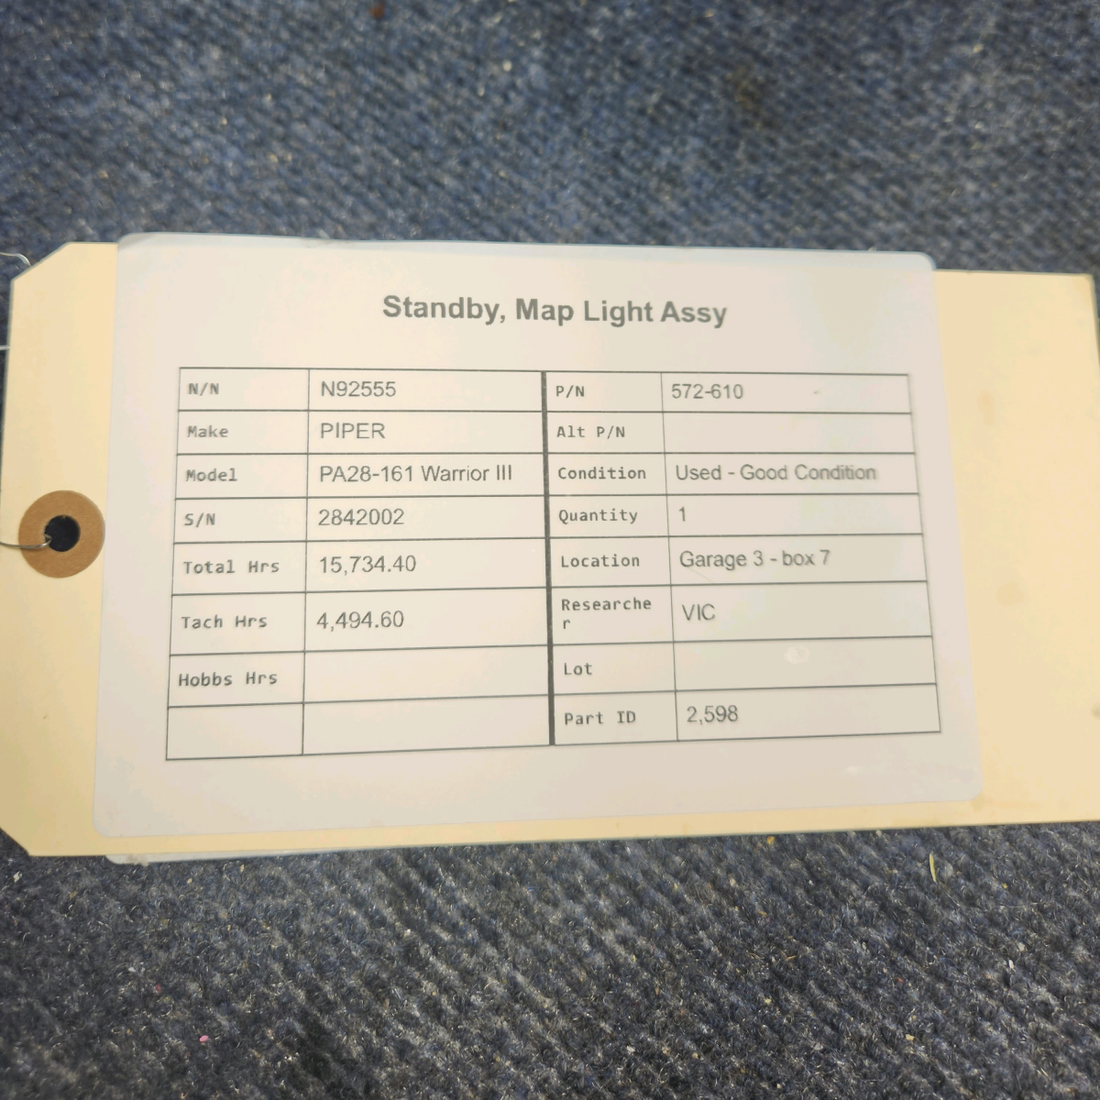 Standby, Map Light Assy
N/N N92555 P/N 572-610
Make PIPER Alt P/N
Model PA28-161 Warrior III Condition Used - Good Condition
S/N 2842002 Quantity 1
Total Hrs 15,734.40 Location Garage 3 - box 7
Tach Hrs 4,494.60 Researche
r VIC
Hobbs Hrs Lot
Part ID 2,598